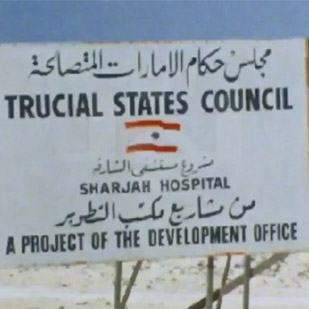 مجلس حكام الامارات المتصالحة
TRUCIAL STATES COUNCIL
مشروع مستشفى الشارقة
SHARJAH HOSPITAL
من مشاريع مكتب التطوير
A PROJECT OF THE DEVELOPMENT OFFICE